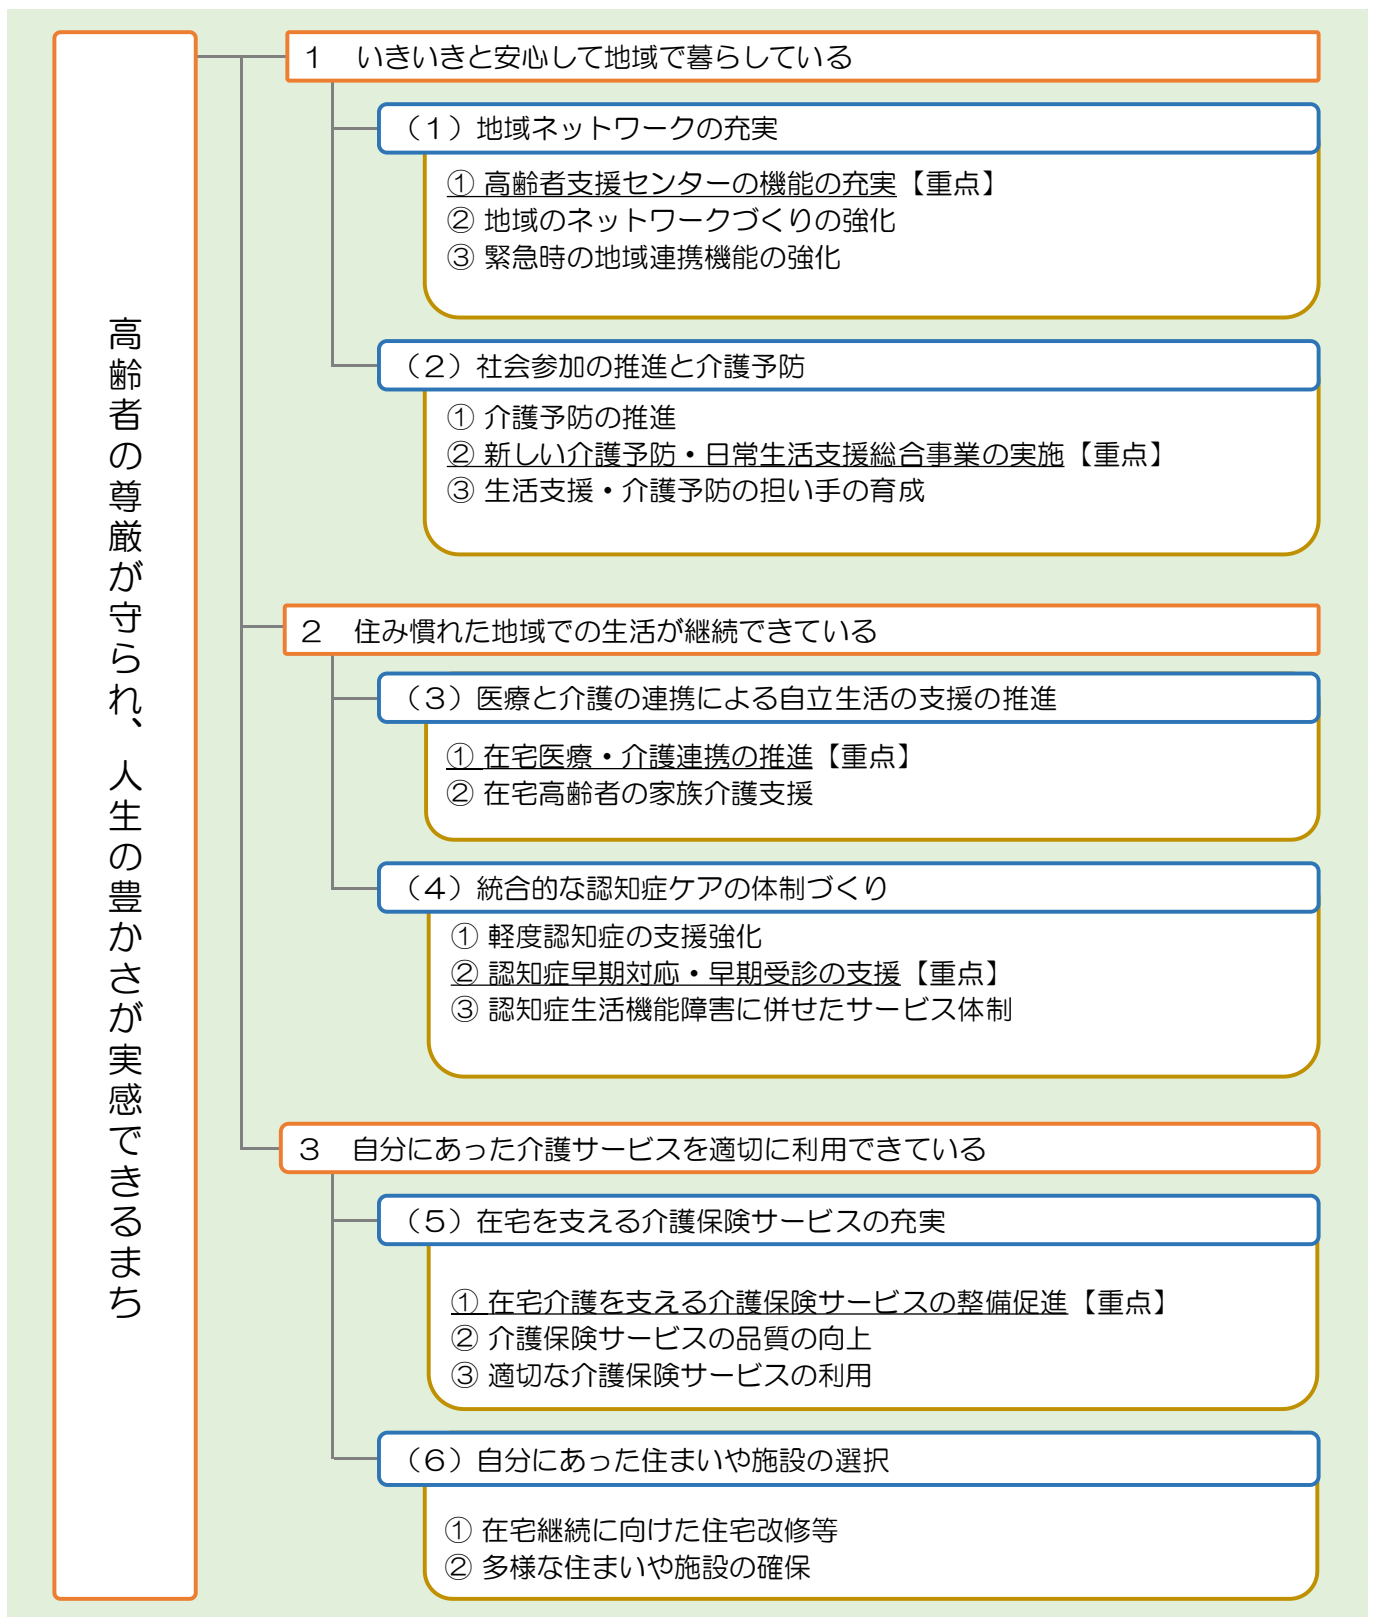 高齢者の尊厳が守られ、人生の豊かさが実感できるまち
１　いきいきと安心して地域で暮らしている
（１）地域ネットワークの充実
① 高齢者支援センターの機能の充実【重点】
② 地域のネットワークづくりの強化
③ 緊急時の地域連携機能の強化
（２）社会参加の推進と介護予防
① 介護予防の推進
② 新しい介護予防・日常生活支援総合事業の実施【重点】
③ 生活支援・介護予防の担い手の育成
２　住み慣れた地域での生活が継続できている
（３）医療と介護の連携による自立生活の支援の推進
① 在宅医療・介護連携の推進【重点】
② 在宅高齢者の家族介護支援
（４）統合的な認知症ケアの体制づくり
① 軽度認知症の支援強化
② 認知症早期対応・早期受診の支援【重点】
③ 認知症生活機能障害に併せたサービス体制
３　自分にあった介護サービスを適切に利用できている
（５）在宅を支える介護保険サービスの充実
① 在宅介護を支える介護保険サービスの整備促進【重点】
② 介護保険サービスの品質の向上
③ 適切な介護保険サービスの利用
（６）自分にあった住まいや施設の選択
① 在宅継続に向けた住宅改修等
② 多様な住まいや施設の確保